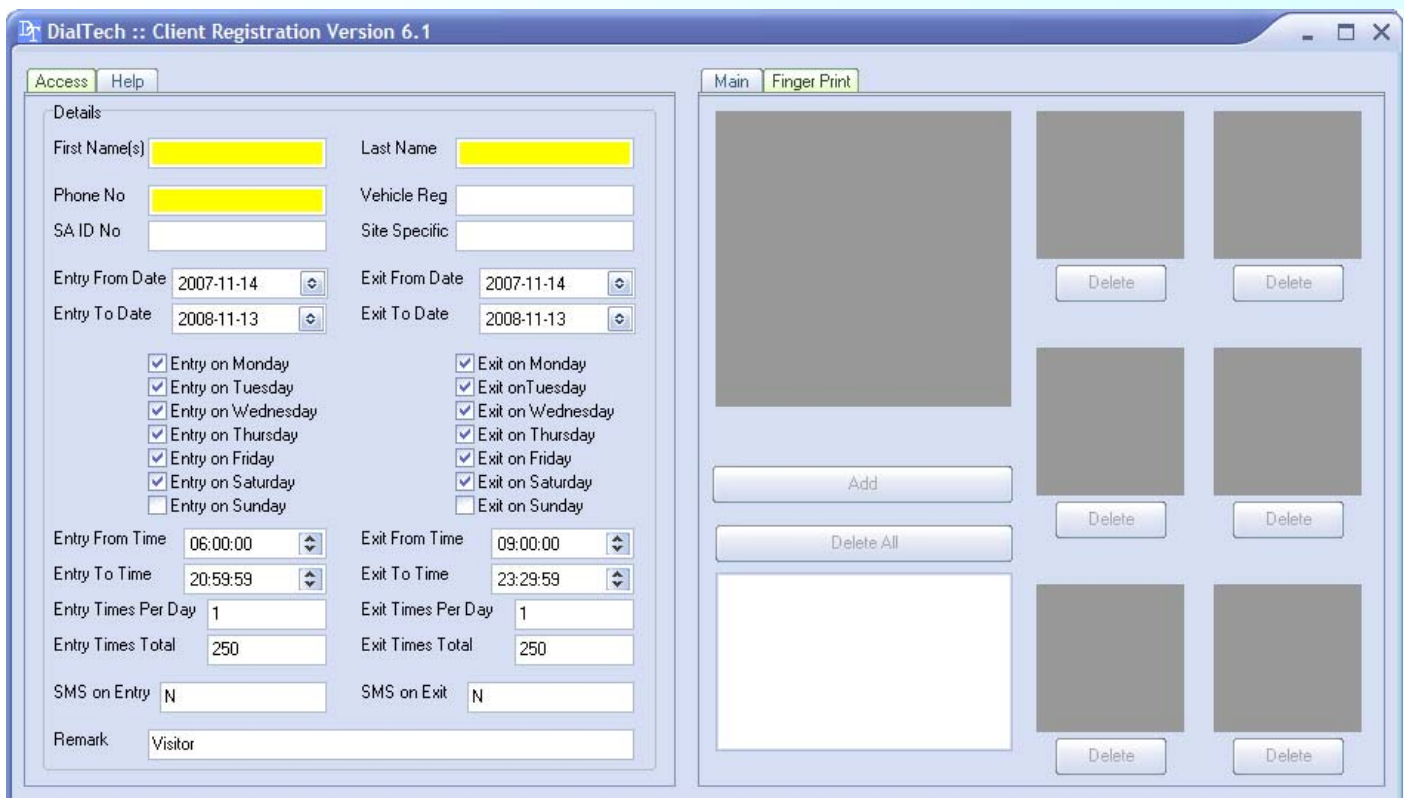 DT DialTech :: Client Registration Version 6.1
Access Help
Details
First Name(s) Last Name
Phone No Vehicle Reg
SA ID No Site Specific
Entry From Date 2007-11-14 Exit From Date 2007-11-14
Entry To Date 2008-11-13 Exit To Date 2008-11-13
Entry on Monday Exit on Monday
Entry on Tuesday Exit onTuesday
Entry on Wednesday Exit on Wednesday
Entry on Thursday Exit on Thursday
Entry on Friday Exit on Friday
Entry on Saturday Exit on Saturday
Entry on Sunday Exit on Sunday
Entry From Time 06:00:00 Exit From Time 09:00:00
Entry To Time 20:59:59 Exit To Time 23:29:59
Entry Times Per Day 1 Exit Times Per Day 1
Entry Times Total 250 Exit Times Total 250
SMS on Entry N SMS on Exit N
Remark Visitor
Main Finger Print
Delete Delete
Add
Delete All
Delete Delete
Delete Delete